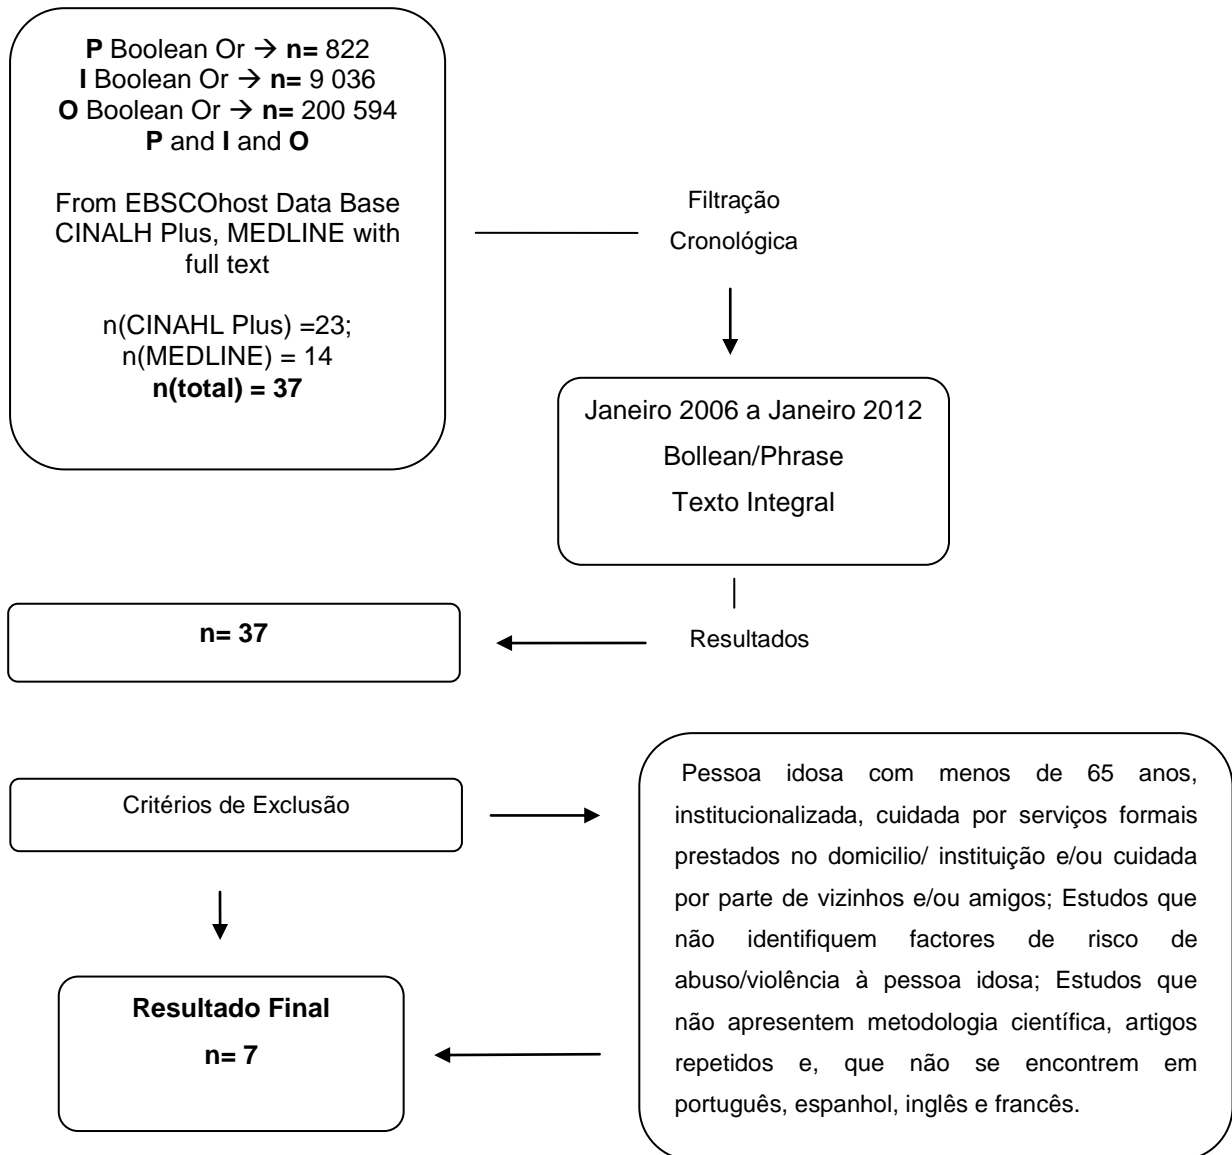 P Boolean Or → n= 822
I Boolean Or → n= 9 036
O Boolean Or → n= 200 594
P and I and O
From EBSCOhost Data Base
CINALH Plus, MEDLINE with
full text
n(CINAHL Plus) =23;
n(MEDLINE) = 14
n(total) = 37
Filtração
Cronológica
Janeiro 2006 a Janeiro 2012
Bollean/Phrase
Texto Integral
Resultados
n= 37
Critérios de Exclusão
Pessoa idosa com menos de 65 anos,
institucionalizada, cuidada por serviços formais
prestados no domicilio/ instituição e/ou cuidada
por parte de vizinhos e/ou amigos; Estudos que
não identifiquem factores de risco de
abuso/violência à pessoa idosa; Estudos que
não apresentem metodologia científica, artigos
repetidos e, que não se encontrem em
português, espanhol, inglês e francês.
Resultado Final
n= 7